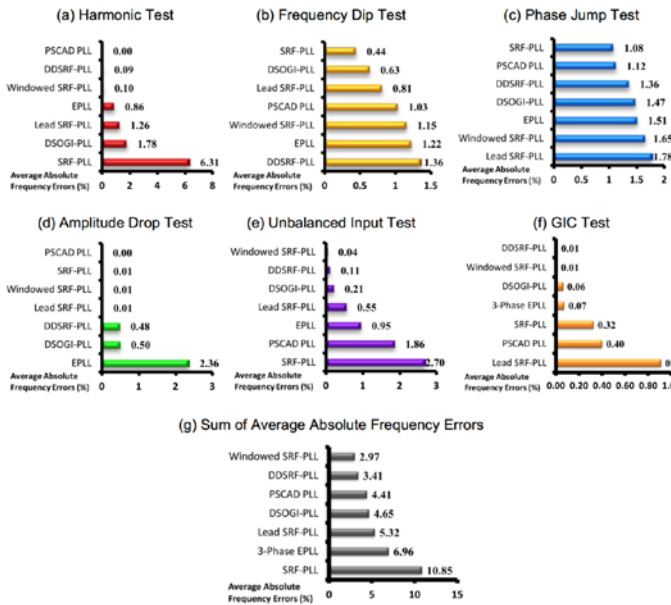 (a) Harmonic Test
PSCAD PLL 0.00
DDSRF-PLL 0.09
Windowed SRF-PLL 0.10
EPLL 0.86
Lead SRF-PLL 1.26
DSOGI-PLL 1.78
SRF-PLL 6.31
Average Absolute 0 2 4 6 8
Frequency Errors (%)
(b) Frequency Dip Test
SRF-PLL 0.44
DSOGI-PLL 0.63
Lead SRF-PLL 0.81
PSCAD PLL 1.03
Windowed SRF-PLL 1.15
EPLL 1.22
DDSRF-PLL 1.36
Average Absolute 0 0.5 1 1.5
Frequency Errors (%)
(c) Phase Jump Test
SRF-PLL 1.08
PSCAD PLL 1.12
DDSRF-PLL 1.36
DSOGI-PLL 1.47
EPLL 1.51
Windowed SRF-PLL 1.65
Lead SRF-PLL 1.78
Average Absolute 0 0.5 1 1.5 2
Frequency Errors (%)
(d) Amplitude Drop Test
PSCAD PLL 0.00
SRF-PLL 0.01
Windowed SRF-PLL 0.01
Lead SRF-PLL 0.01
DDSRF-PLL 0.48
DSOGI-PLL 0.50
EPLL 2.36
Average Absolute 0 1 2 3
Frequency Errors (%)
(e) Unbalanced Input Test
Windowed SRF-PLL 0.04
DDSRF-PLL 0.11
DSOGI-PLL 0.21
Lead SRF-PLL 0.55
EPLL 0.95
PSCAD PLL 1.86
SRF-PLL 2.70
Average Absolute 0 1 2 3
Frequency Errors (%)
(f) GIC Test
DDSRF-PLL 0.01
Windowed SRF-PLL 0.01
DSOGI-PLL 0.06
3-Phase EPLL 0.07
SRF-PLL 0.32
PSCAD PLL 0.40
Lead SRF-PLL
0.00 0.20 0.40 0.60 0.80
Average Absolute
Frequency Errors (%)
(g) Sum of Average Absolute Frequency Errors
Windowed SRF-PLL 2.97
DDSRF-PLL 3.41
PSCAD PLL 4.41
DSOGI-PLL 4.65
Lead SRF-PLL 5.32
3-Phase EPLL 6.96
SRF-PLL 10.85
Average Absolute 0 5 10 15
Frequency Errors (%)